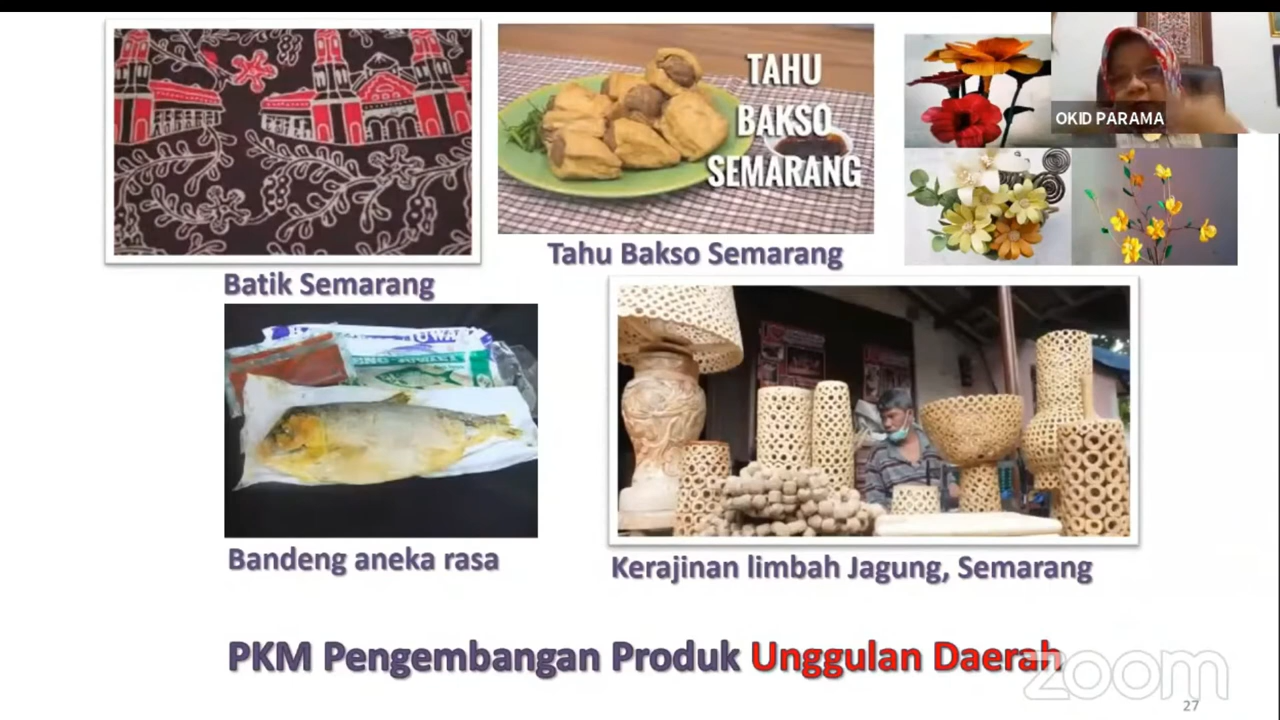 TAHU
BAKSO
SEMARANG
OKID PARAMA
Batik Semarang
Tahu Bakso Semarang
Bandeng aneka rasa
Kerajinan limbah Jagung, Semarang
PKM Pengembangan Produk Unggulan Daerah
zoom
27